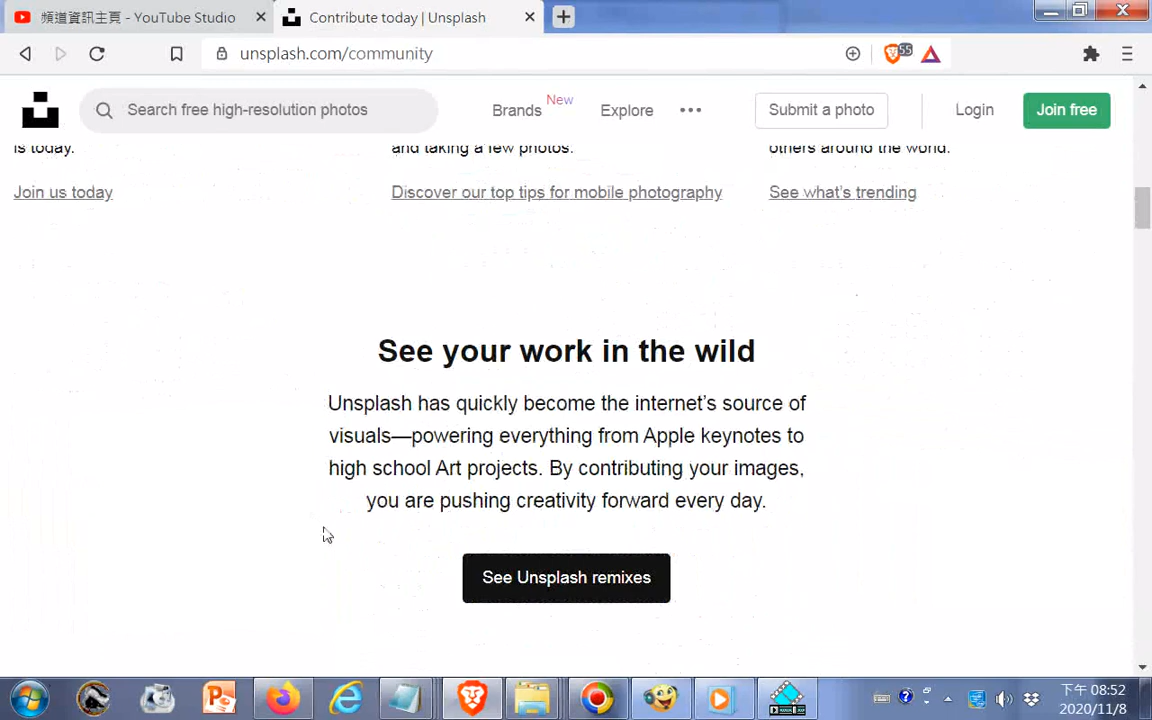 頻道資訊主頁 - YouTube Studio
Contribute today | Unsplash
unsplash.com/community
55
Search free high-resolution photos
Brands
New
Explore
Submit a photo
Login
Join free
is today.
and taking a few photos.
others around the world.
Join us today
Discover our top tips for mobile photography
See what's trending
See your work in the wild
Unsplash has quickly become the internet's source of
visuals—powering everything from Apple keynotes to
high school Art projects. By contributing your images,
you are pushing creativity forward every day.
See Unsplash remixes
下午 08:52
2020/11/8